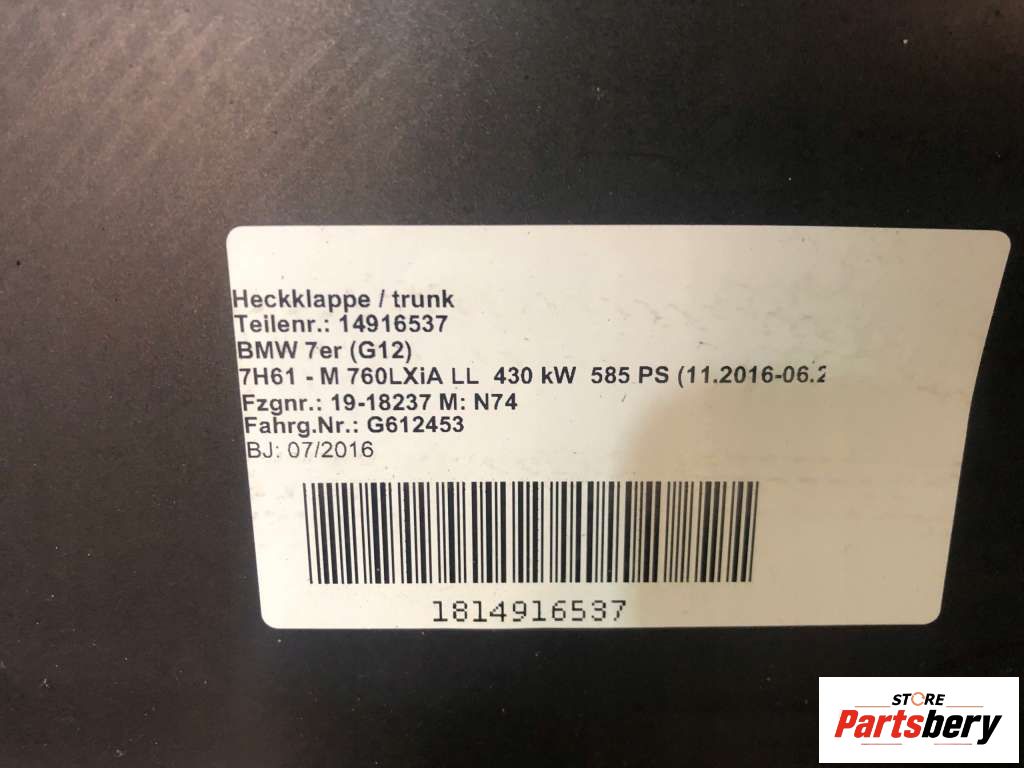 Heckklappe / trunk
Teilenr.: 14916537
BMW 7er (G12)
7H61 - M 760LXiA LL 430 kW 585 PS (11.2016-06.2
Fzgnr.: 19-18237 M: N74
Fahrg.Nr.: G612453
BJ: 07/2016
1814916537
STORE
Partsbery